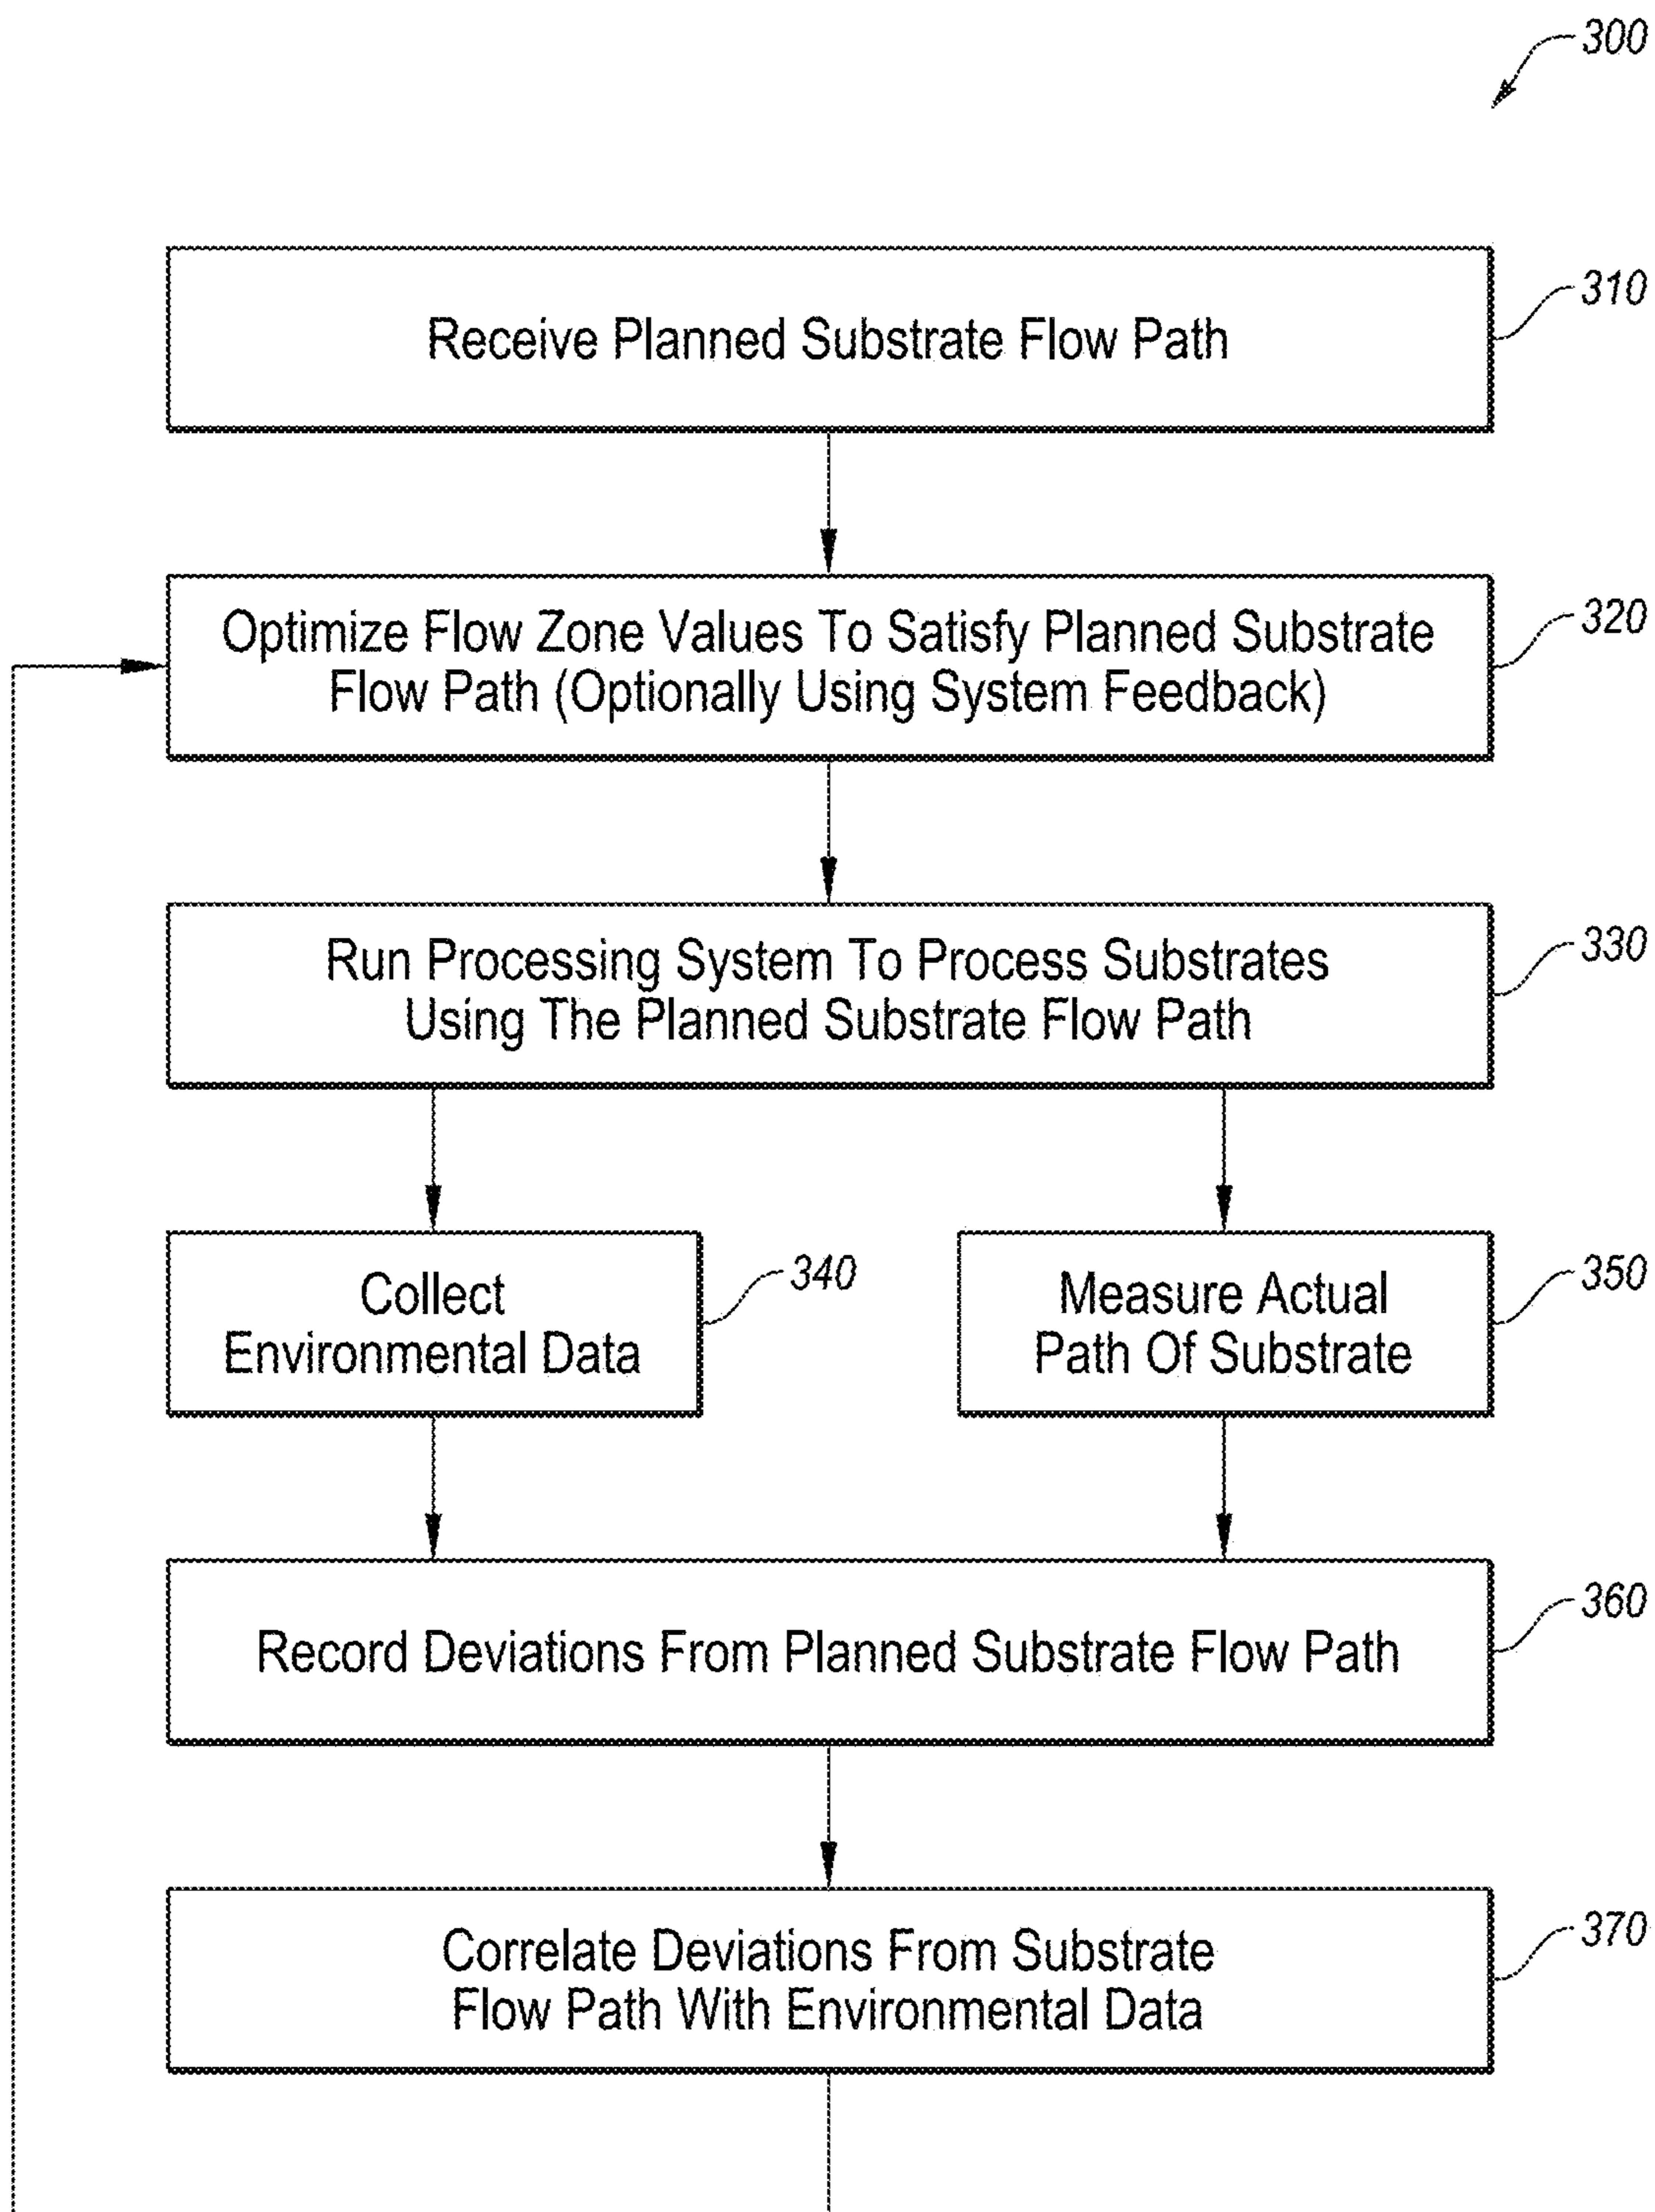 300
Receive Planned Substrate Flow Path
310
Optimize Flow Zone Values To Satisfy Planned Substrate
Flow Path (Optionally Using System Feedback)
320
Run Processing System To Process Substrates
Using The Planned Substrate Flow Path
330
Collect
Environmental Data
340
Measure Actual
Path Of Substrate
350
Record Deviations From Planned Substrate Flow Path
360
Correlate Deviations From Substrate
Flow Path With Environmental Data
370